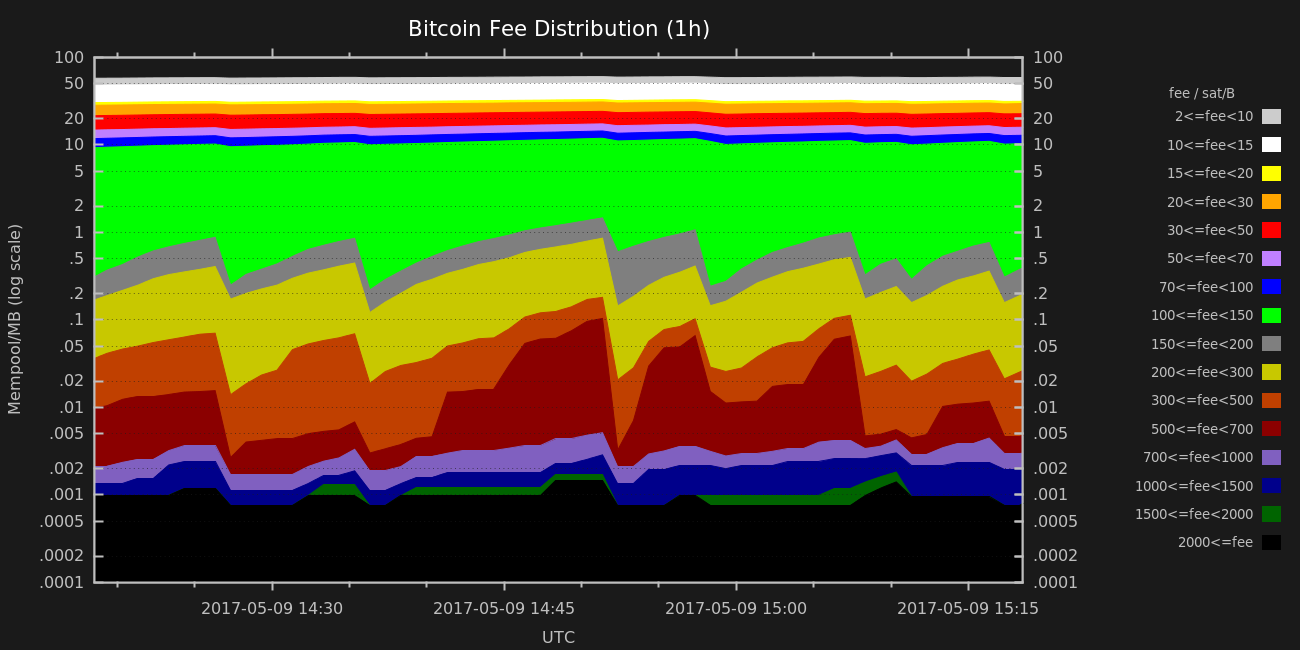 Bitcoin Fee Distribution (1h)
100 100
50 50
20 20
10 10
5 5
2 2
1 1
.5 .5
.2 .2
.1 .1
.05 .05
.02 .02
.01 .01
.005 .005
.002 .002
.001 .001
.0005 .0005
.0002 .0002
.0001 .0001
Mempool/MB (log scale)
2017-05-09 14:30 2017-05-09 14:45 2017-05-09 15:00 2017-05-09 15:15
UTC
fee / sat/B
2<=fee<10
10<=fee<15
15<=fee<20
20<=fee<30
30<=fee<50
50<=fee<70
70<=fee<100
100<=fee<150
150<=fee<200
200<=fee<300
300<=fee<500
500<=fee<700
700<=fee<1000
1000<=fee<1500
1500<=fee<2000
2000<=fee